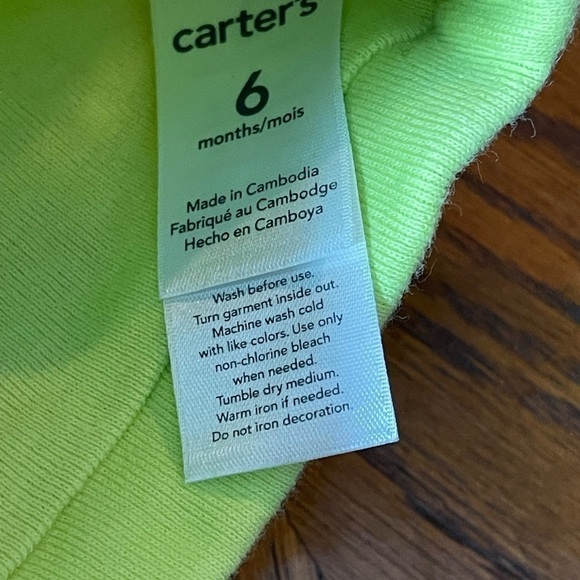 carter's
6
months/mois
Made in Cambodia
Fabriqué au Cambodge
Hecho en Camboya
Wash before use.
Turn garment inside out.
Machine wash cold
with like colors. Use only
non-chlorine bleach
when needed.
Tumble dry medium.
Warm iron if needed.
Do not iron decoration.